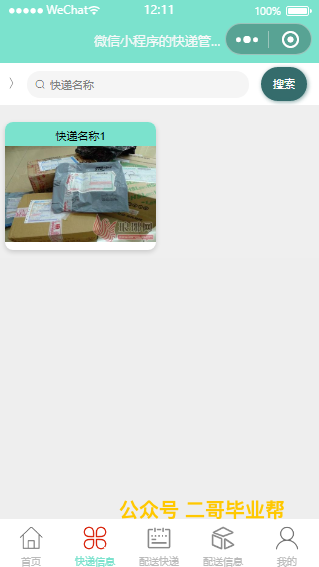 WeChat 12:11 100%
微信小程序的快递管...
快递名称 搜索
快递名称1
公众号 二哥毕业帮
首页 快递信息 配送快递 配送信息 我的